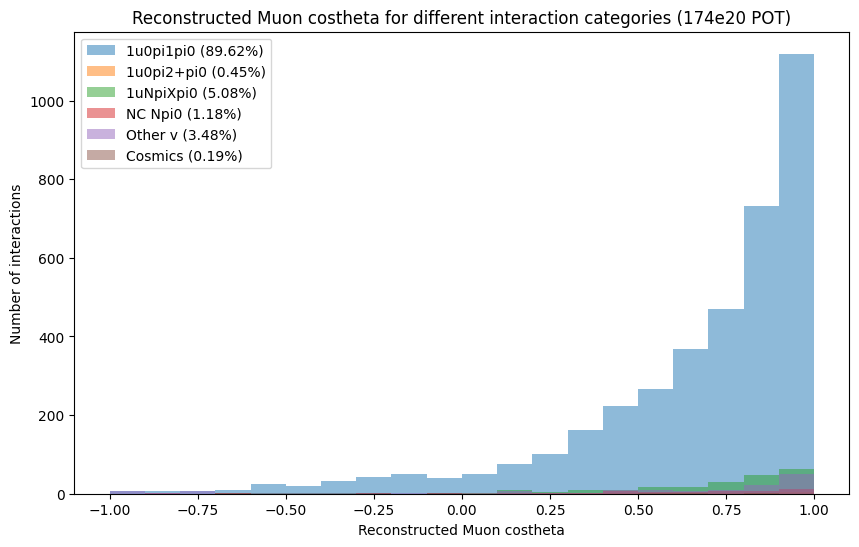 Reconstructed Muon costheta for different interaction categories (174e20 POT)
1u0pi1pi0 (89.62%)
1u0pi2+pi0 (0.45%)
1uNpiXpi0 (5.08%)
NC Npi0 (1.18%)
Other v (3.48%)
Cosmics (0.19%)
Number of interactions
1000
800
600
400
200
0
−1.00 −0.75 −0.50 −0.25 0.00 0.25 0.50 0.75 1.00
Reconstructed Muon costheta